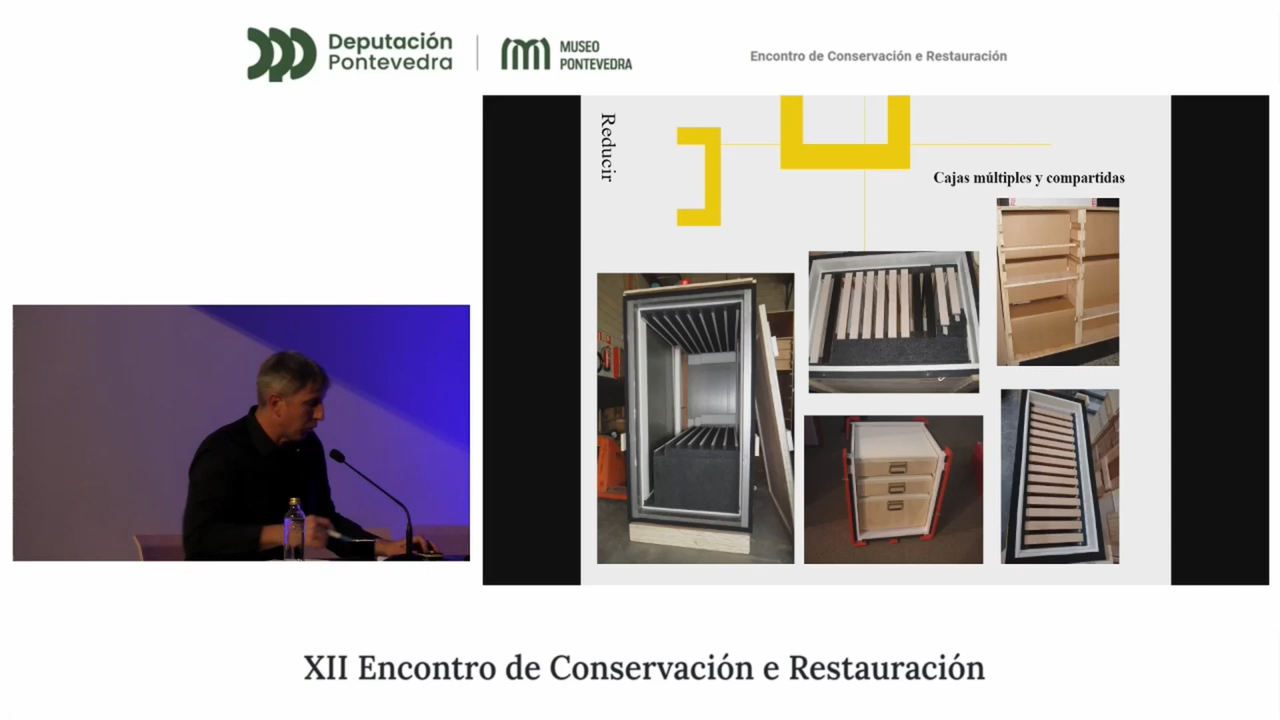 Deputación
Pontevedra
MUSEO
PONTEVEDRA
Encontro de Conservación e Restauración
Reducir
Cajas múltiples y compartidas
XII Encontro de Conservación e Restauración